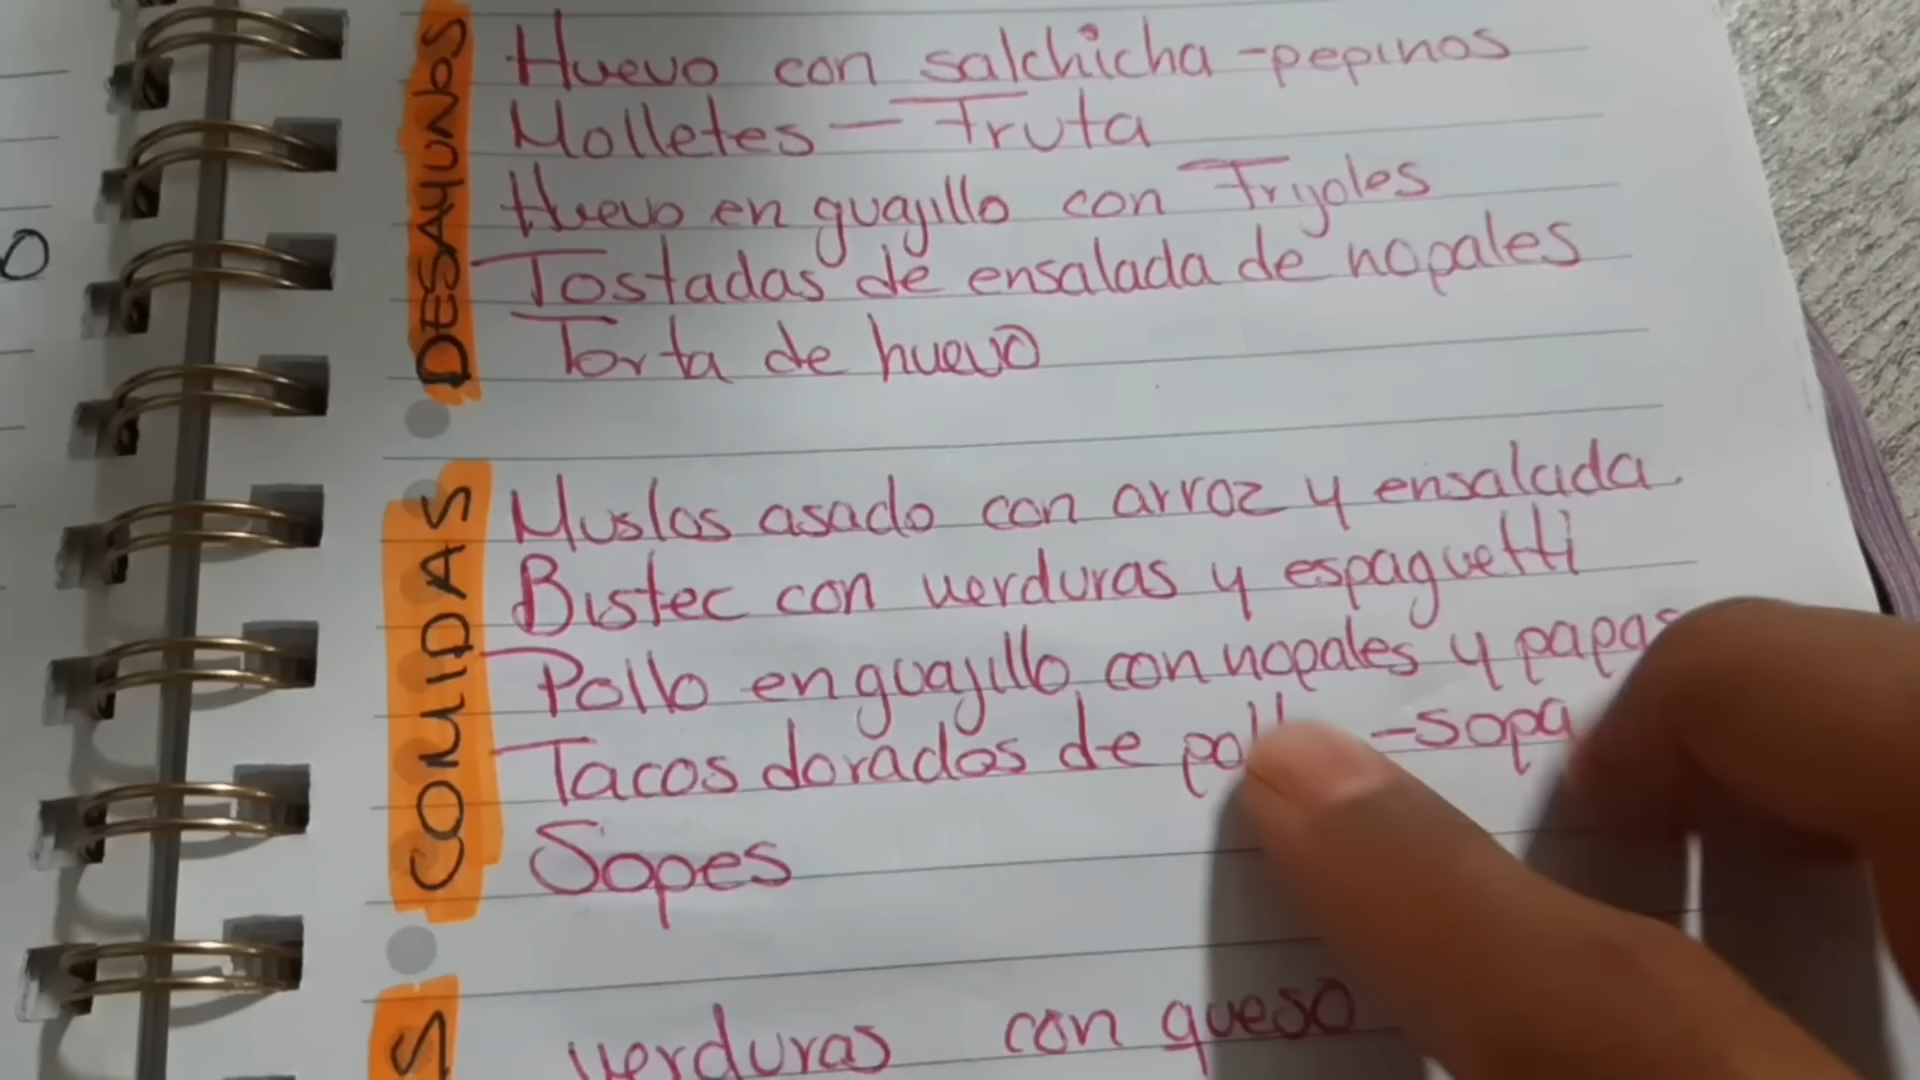 DESAYUNOS
Huevo con salchicha - pepinos
Molletes - Fruta
Huevo en guajillo con Frijoles
Tostadas de ensalada de nopales
Torta de huevo
COMIDAS
Muslos asado con arroz y ensalada
Bistec con verduras y espaguetti
Pollo en guajillo con nopales y papas
Tacos dorados de - sopa
Sopes
S
verduras con queso